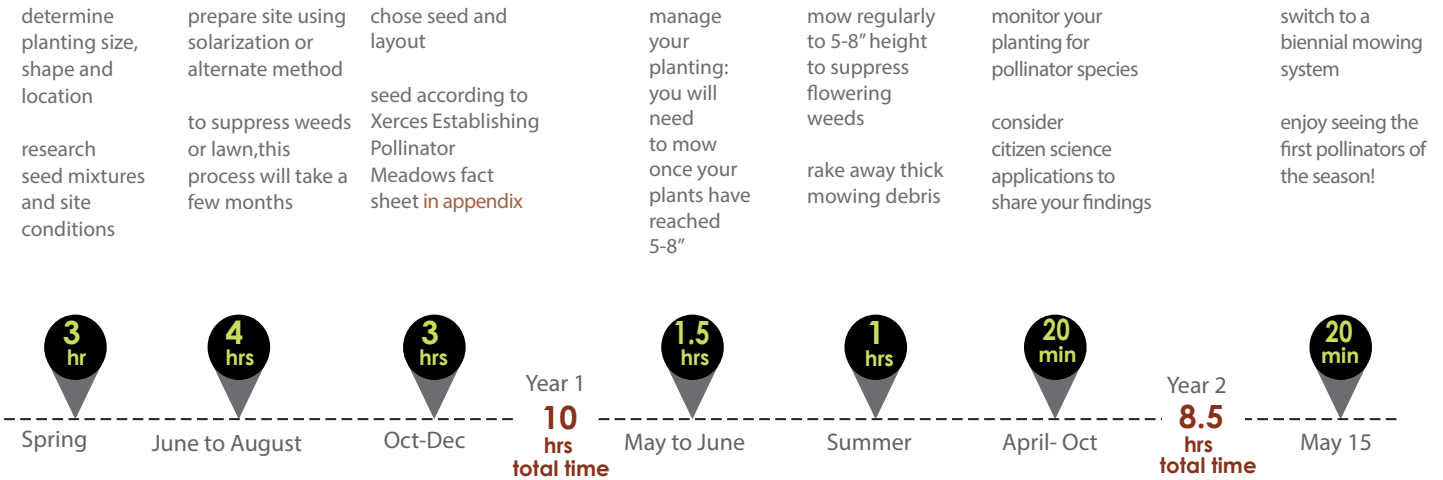 determine
planting size,
shape and
location
research
seed mixtures
and site
conditions
prepare site using
solarization or
alternate method
to suppress weeds
or lawn,this
process will take a
few months
chose seed and
layout
seed according to
Xerces Establishing
Pollinator
Meadows fact
sheet in appendix
manage
your
planting:
you will
need
to mow
once your
plants have
reached
5-8”
mow regularly
to 5-8” height
to suppress
flowering
weeds
rake away thick
mowing debris
monitor your
planting for
pollinator species
consider
citizen science
applications to
share your findings
switch to a
biennial mowing
system
enjoy seeing the
first pollinators of
the season!
3
hr
4
hrs
3
hrs
Year 1
10
hrs
total time
1.5
hrs
1
hrs
20
min
Year 2
8.5
hrs
total time
20
min
Spring
June to August
Oct-Dec
May to June
Summer
April- Oct
May 15